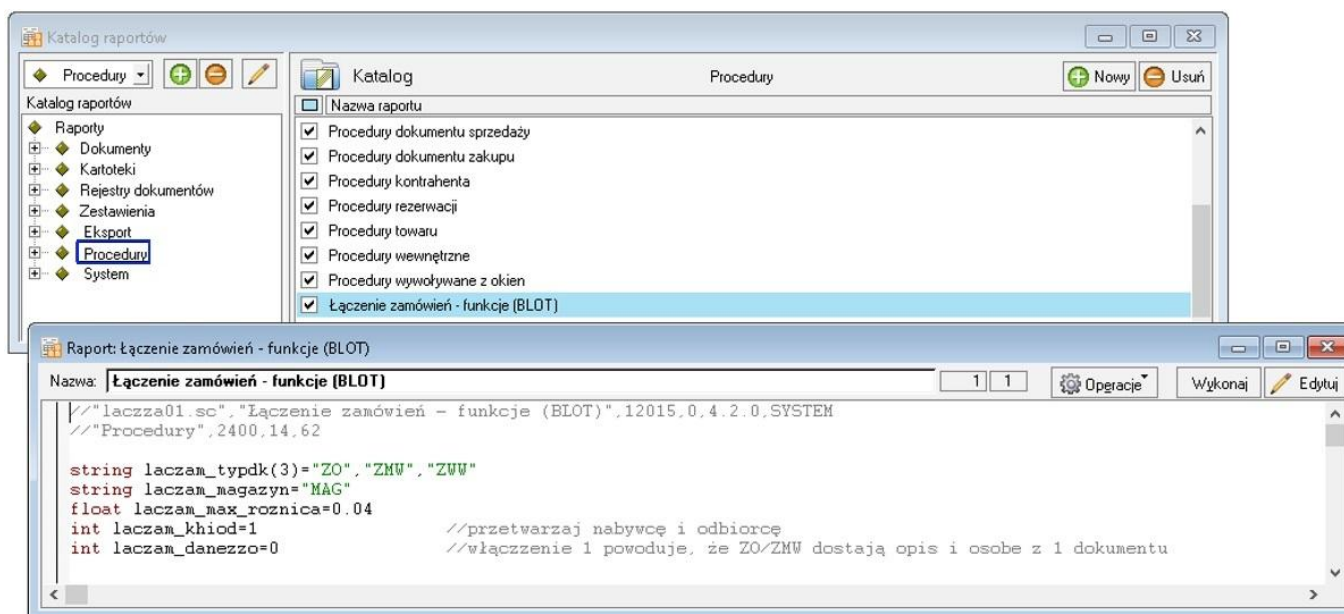 Katalog raportów
Procedury
Katalog
Procedury
Nowy
Usuń
Katalog raportów
Nazwa raportu
Raporty
Dokumenty
Kartoteki
Rejestry dokumentów
Zestawienia
Eksport
Procedury
System
Procedury dokumentu sprzedaży
Procedury dokumentu zakupu
Procedury kontrahenta
Procedury rezerwacji
Procedury towaru
Procedury wewnętrzne
Procedury wywoływane z okien
Łączenie zamówień - funkcje (BLOT)
Raport: Łączenie zamówień - funkcje (BLOT)
Nazwa: Łączenie zamówień - funkcje (BLOT) 1 1 Operacje Wykonaj Edytuj
//"laczza01.sc","Łączenie zamówień – funkcje (BLOT)",12015,0,4.2.0,SYSTEM
//"Procedury",2400,14,62
string laczam_typdk(3)="ZO","ZMW","ZWW"
string laczam_magazyn="MAG"
float laczam_max_roznica=0.04
int laczam_khiod=1 //przetwarzaj nabywcę i odbiorcę
int laczam_danezzo=0 //włączzenie 1 powoduje, że ZO/ZMW dostają opis i osobe z 1 dokumentu